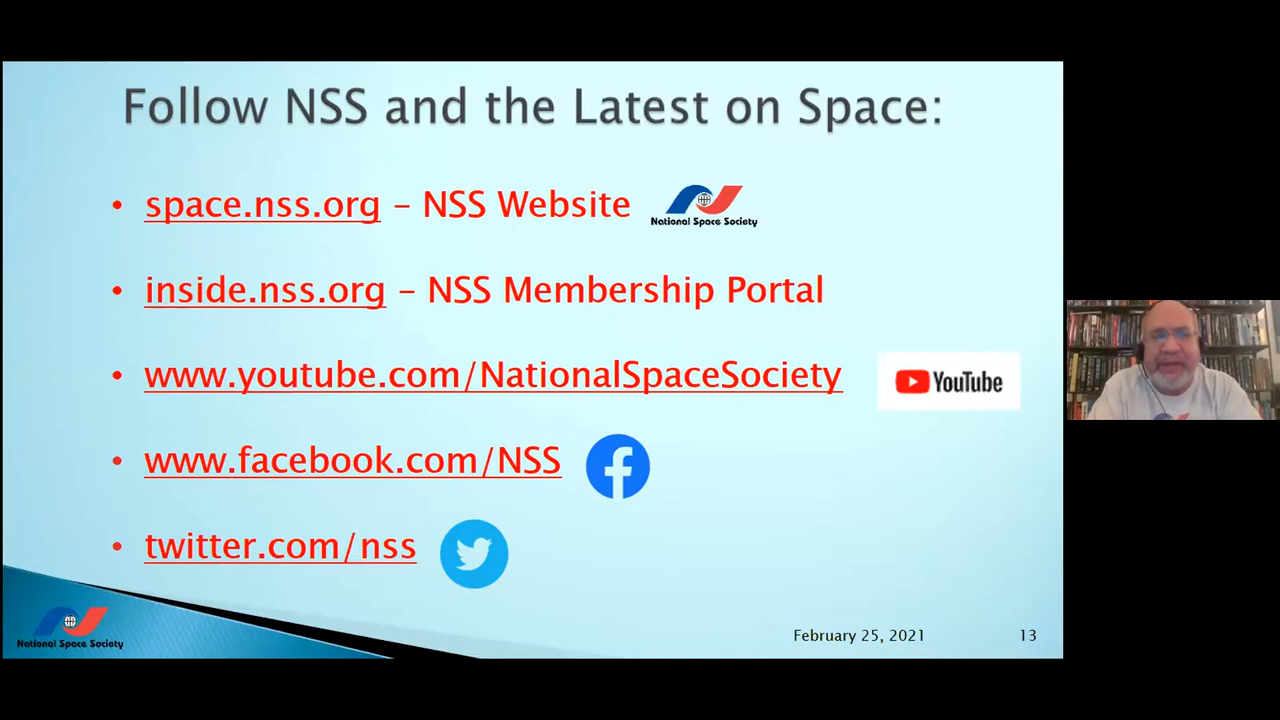 Follow NSS and the Latest on Space:
• space.nss.org – NSS Website
National Space Society
• inside.nss.org – NSS Membership Portal
• www.youtube.com/NationalSpaceSociety
YouTube
• www.facebook.com/NSS
• twitter.com/nss
National Space Society
February 25, 2021 13